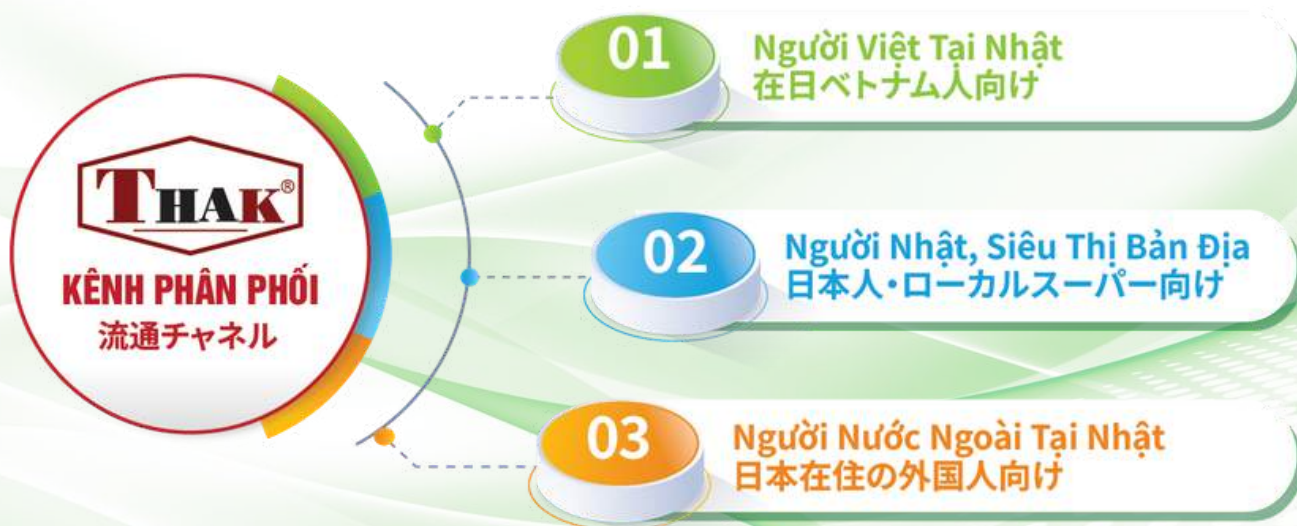 THAK®
KÊNH PHÂN PHỐI
流通チャネル
01
Người Việt Tại Nhật
在日ベトナム人向け
02
Người Nhật, Siêu Thị Bản Địa
日本人・ローカルスーパー向け
03
Người Nước Ngoài Tại Nhật
日本在住の外国人向け